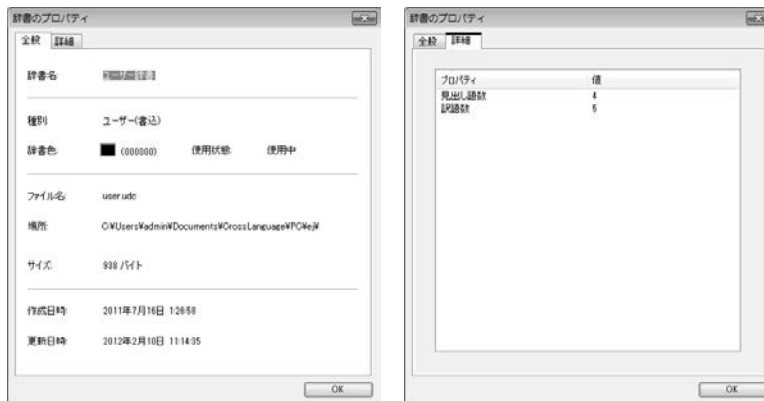 辞書のプロパティ
全般 詳細
辞書名: ユーザー辞書
種別: ユーザー(書込)
辞書色: (000000) 使用状態: 使用中
ファイル名: user.udc
場所: C:¥Users¥admin¥Documents¥CrossLanguage¥PC¥ej¥
サイズ: 938 バイト
作成日時: 2011年7月16日 1:26:58
更新日時: 2012年2月10日 11:14:35
OK
辞書のプロパティ
全般 詳細
プロパティ 値
見出し語数 4
訳語数 5
OK